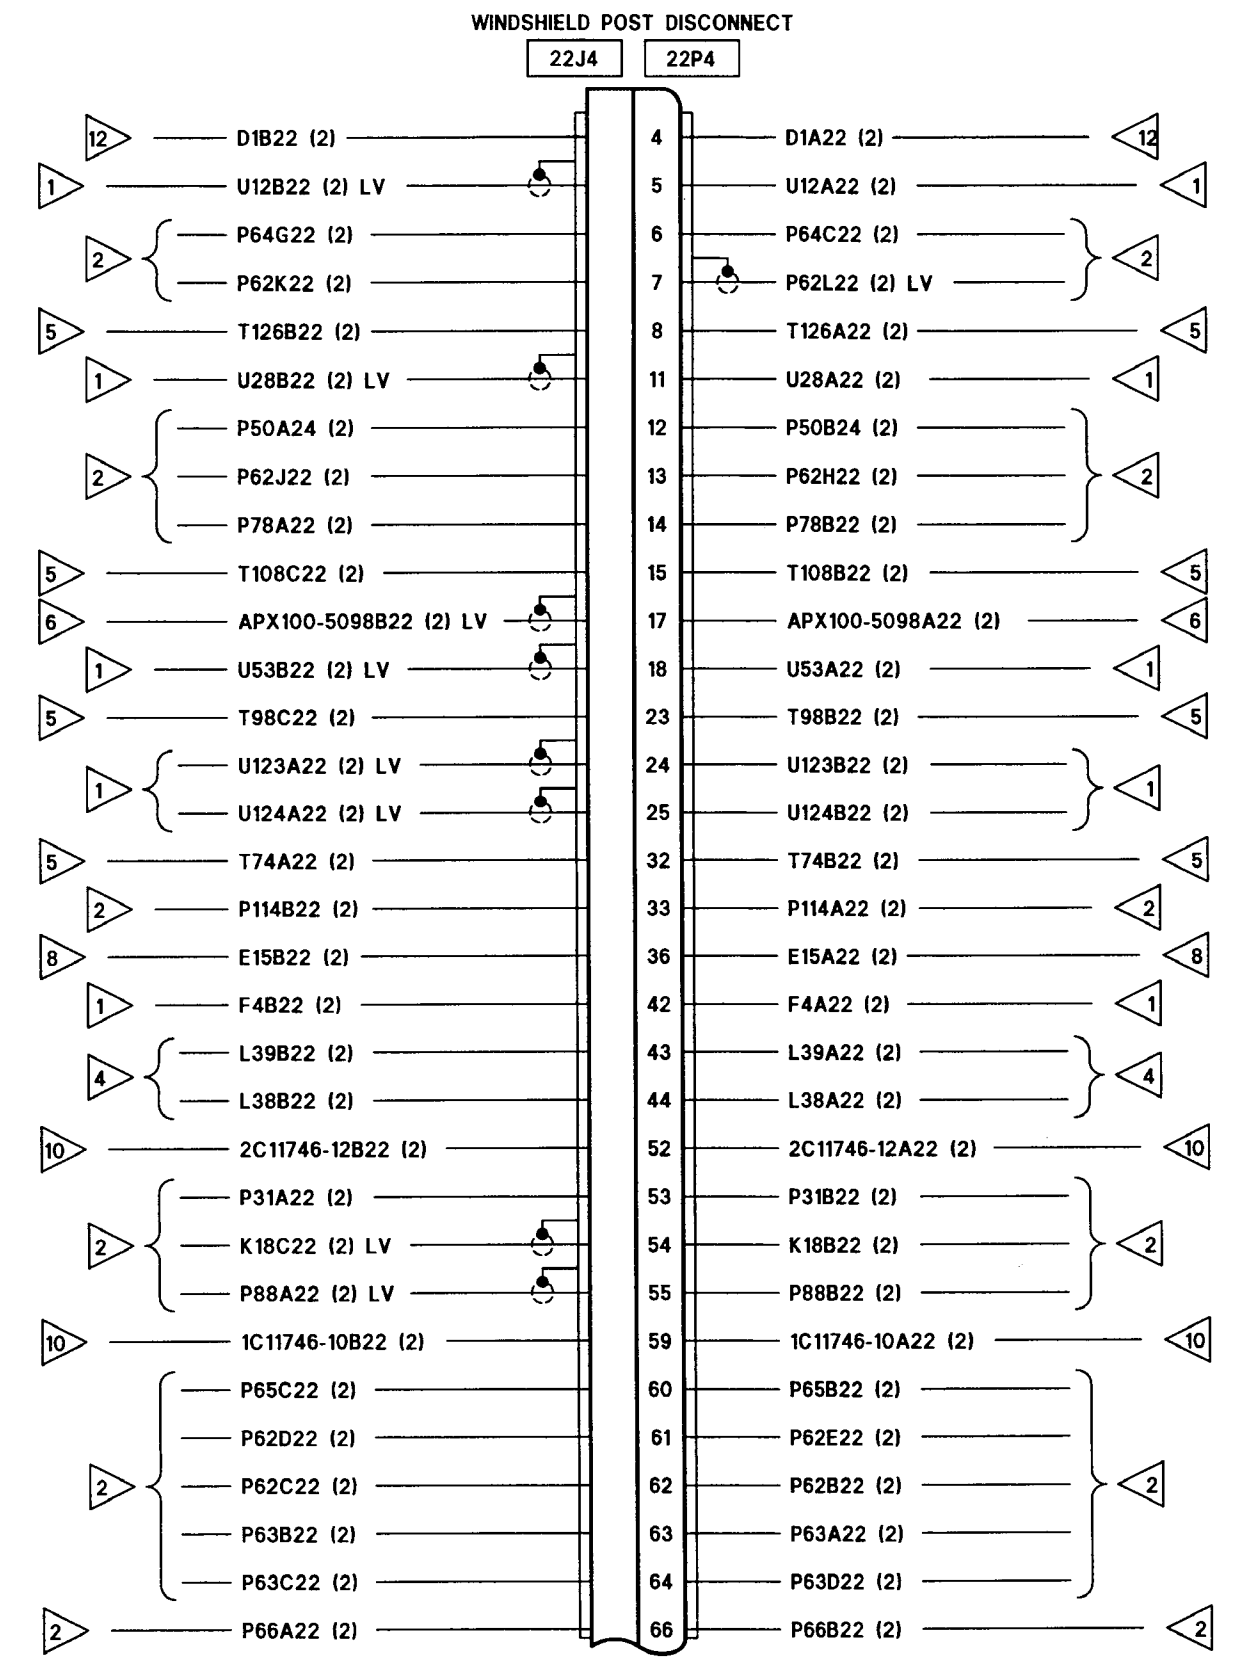 WINDSHIELD POST DISCONNECT
22J4 22P4
12 D1B22 (2) 4 D1A22 (2) 12
1 U12B22 (2) LV 5 U12A22 (2) 1
P64G22 (2) 6 P64C22 (2)
2 2
P62K22 (2) 7 P62L22 (2) LV
5 T126B22 (2) 8 T126A22 (2) 5
1 U28B22 (2) LV 11 U28A22 (2) 1
P50A24 (2) 12 P50B24 (2)
2 P62J22 (2) 13 P62H22 (2) 2
P78A22 (2) 14 P78B22 (2)
5 T108C22 (2) 15 T108B22 (2) 5
6 APX100-5098B22 (2) LV 17 APX100-5098A22 (2) 6
1 U53B22 (2) LV 18 U53A22 (2) 1
5 T98C22 (2) 23 T98B22 (2) 5
U123A22 (2) LV 24 U123B22 (2)
1 1
U124A22 (2) LV 25 U124B22 (2)
5 T74A22 (2) 32 T74B22 (2) 5
2 P114B22 (2) 33 P114A22 (2) 2
8 E15B22 (2) 36 E15A22 (2) 8
1 F4B22 (2) 42 F4A22 (2) 1
L39B22 (2) 43 L39A22 (2)
4 4
L38B22 (2) 44 L38A22 (2)
10 2C11746-12B22 (2) 52 2C11746-12A22 (2) 10
P31A22 (2) 53 P31B22 (2)
2 K18C22 (2) LV 54 K18B22 (2) 2
P88A22 (2) LV 55 P88B22 (2)
10 1C11746-10B22 (2) 59 1C11746-10A22 (2) 10
P65C22 (2) 60 P65B22 (2)
P62D22 (2) 61 P62E22 (2)
2 P62C22 (2) 62 P62B22 (2) 2
P63B22 (2) 63 P63A22 (2)
P63C22 (2) 64 P63D22 (2)
2 P66A22 (2) 66 P66B22 (2) 2